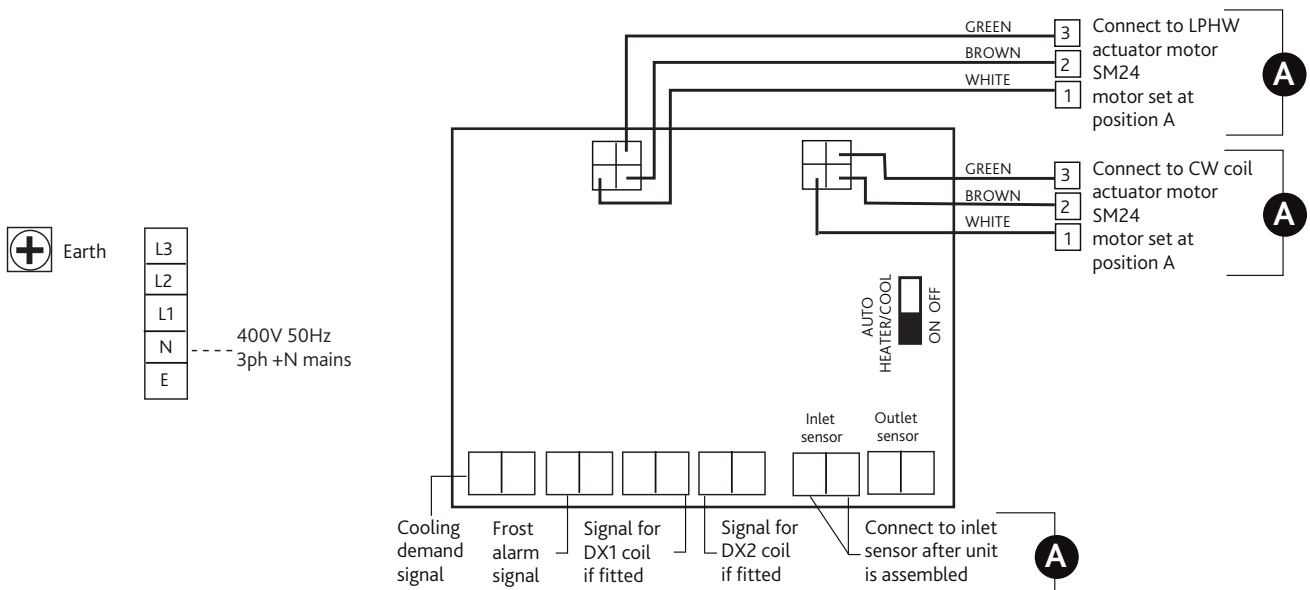 GREEN
3
Connect to LPHW
actuator motor
SM24
motor set at
position A
BROWN
2
WHITE
1
A
GREEN
3
Connect to CW coil
actuator motor
SM24
motor set at
position A
BROWN
2
WHITE
1
A
Earth
L3
L2
L1
N
E
400V 50Hz
3ph +N mains
AUTO
HEATER/COOL
ON OFF
Inlet
sensor
Outlet
sensor
Cooling
demand
signal
Frost
alarm
signal
Signal for
DX1 coil
if fitted
Signal for
DX2 coil
if fitted
Connect to inlet
sensor after unit
is assembled
A